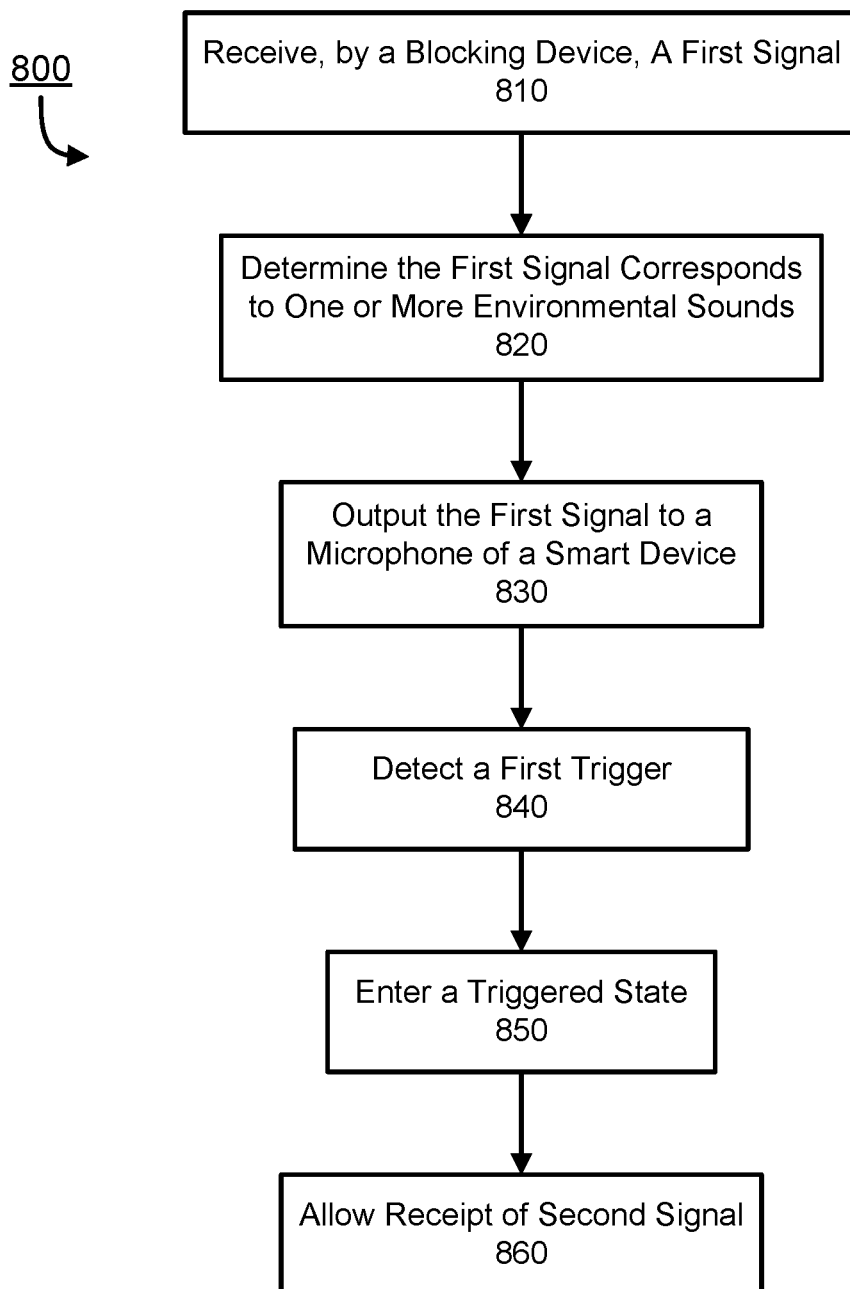 800
Receive, by a Blocking Device, A First Signal
810
Determine the First Signal Corresponds
to One or More Environmental Sounds
820
Output the First Signal to a
Microphone of a Smart Device
830
Detect a First Trigger
840
Enter a Triggered State
850
Allow Receipt of Second Signal
860